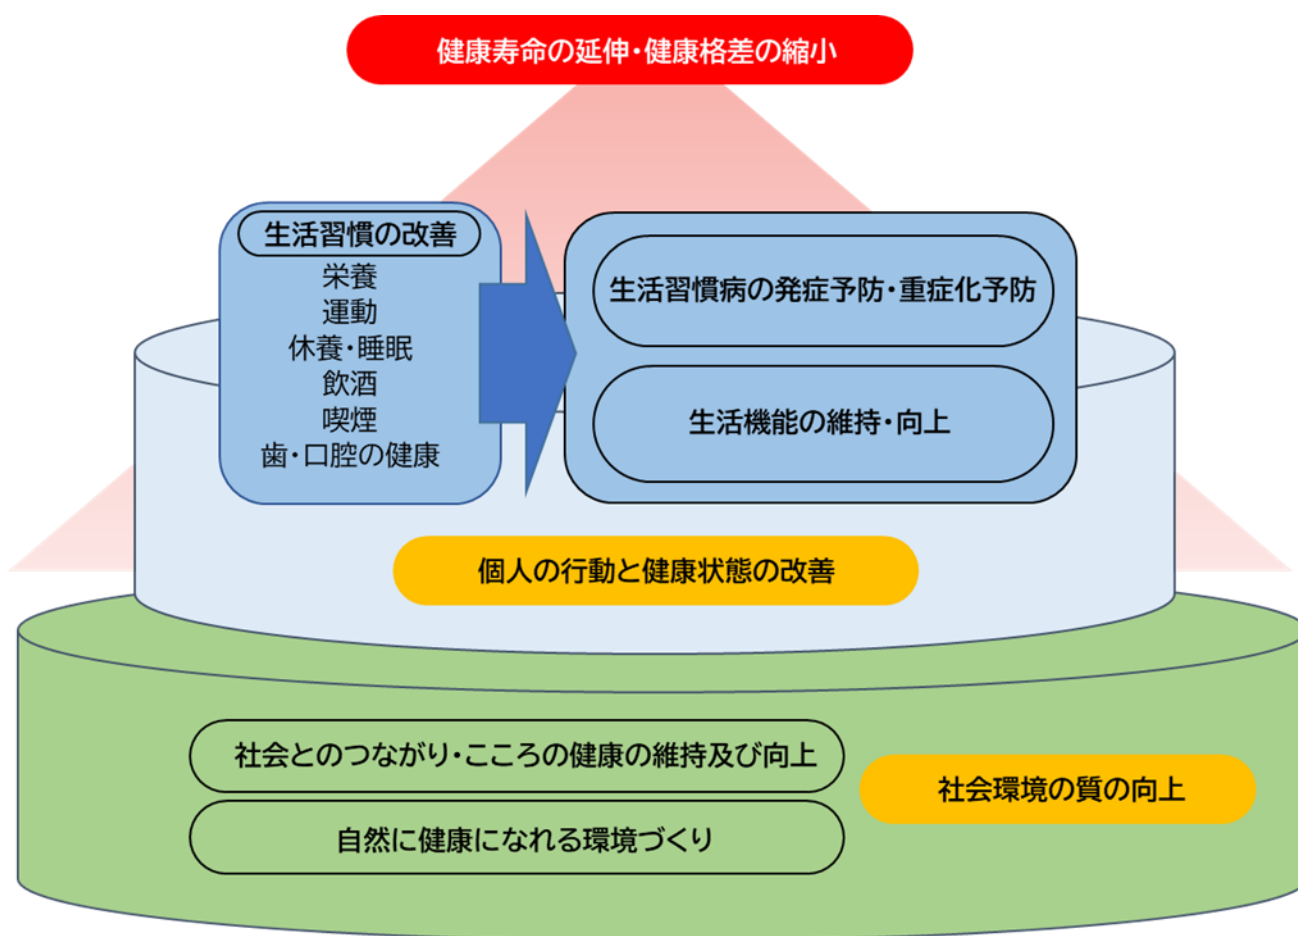 健康寿命の延伸・健康格差の縮小
生活習慣の改善
栄養
運動
休養・睡眠
飲酒
喫煙
歯・口腔の健康
生活習慣病の発症予防・重症化予防
生活機能の維持・向上
個人の行動と健康状態の改善
社会とのつながり・こころの健康の維持及び向上
自然に健康になれる環境づくり
社会環境の質の向上